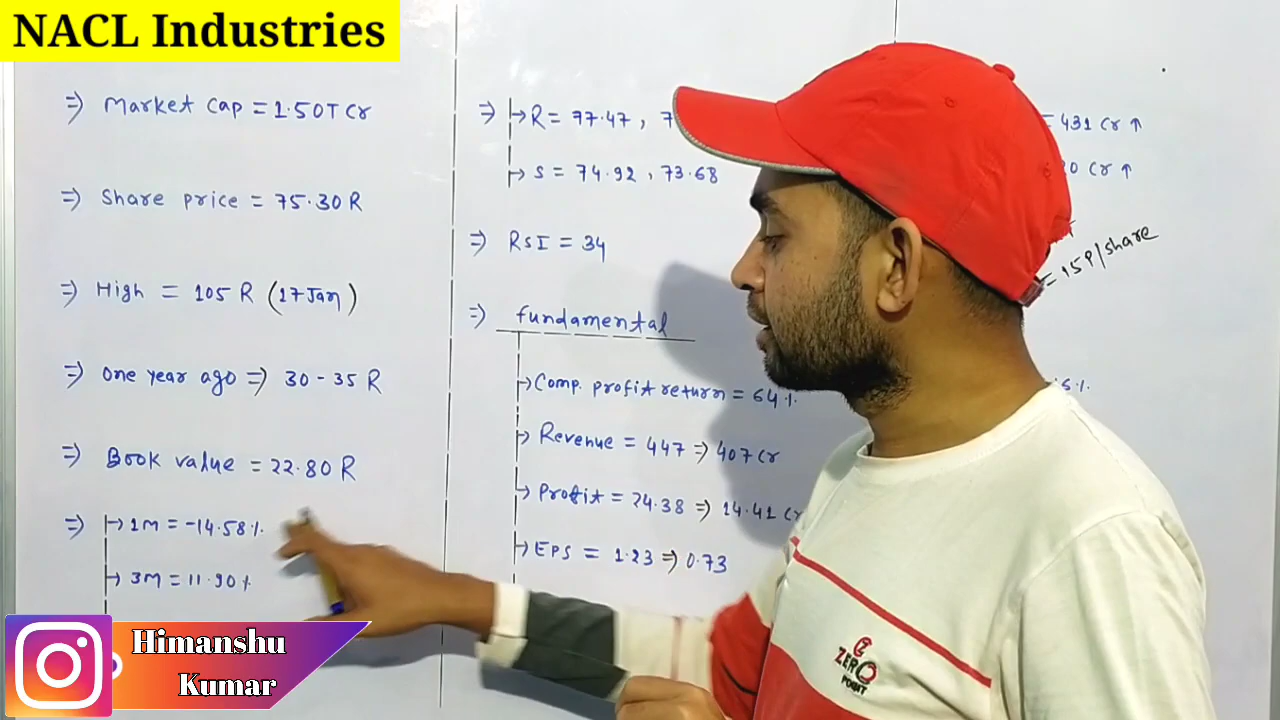 NACL Industries
⇒ Market Cap = 1.50T Cr
⇒ Share price = 75.30 R
⇒ High = 105 R (17 Jan)
⇒ One year ago ⇒ 30 - 35 R
⇒ Book value = 22.80 R
⇒ → 1M = -14.58%
→ 3M = 11.90%
⇒ → R = 77.47, 7
→ S = 74.92, 73.68
⇒ RSI = 34
⇒ fundamental
→ Comp. profit return = 64%
→ Revenue = 447 ⇒ 407 Cr
→ Profit = 24.38 ⇒ 14.41 Cr
→ EPS = 1.23 ⇒ 0.73
= 431 Cr ↑
0 Cr ↑
= 15 P/share
5%
ZERO
POINT
Himanshu
Kumar